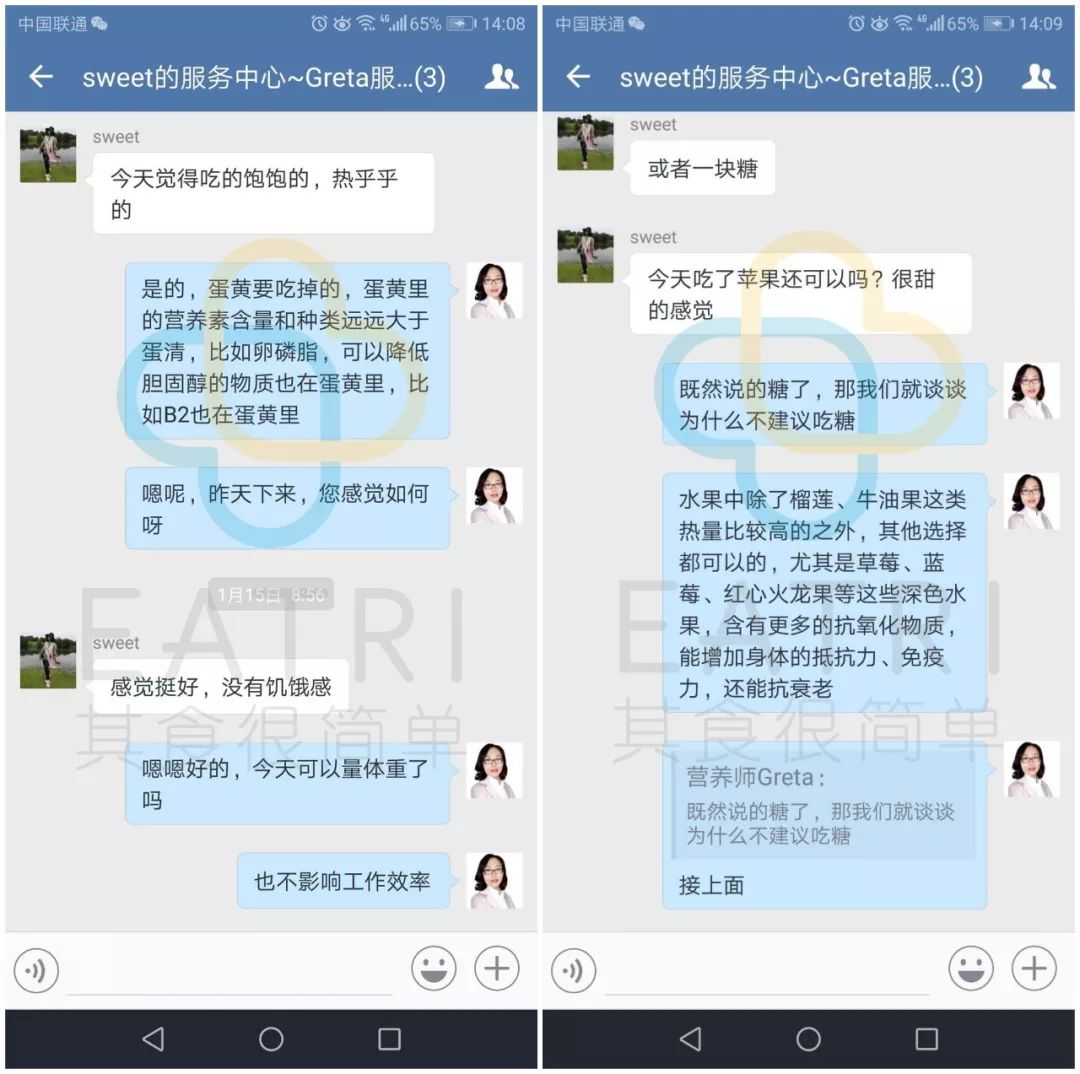 中国联通
4G
65%
14:08
sweet的服务中心~Greta服...(3)
sweet
今天觉得吃的饱饱的，热乎乎
的
是的，蛋黄要吃掉的，蛋黄里
的营养素含量和种类远远大于
蛋清，比如卵磷脂，可以降低
胆固醇的物质也在蛋黄里，比
如B2也在蛋黄里
嗯呢，昨天下来，您感觉如何
呀
1月15日 8:56
EATRI
sweet
感觉挺好，没有饥饿感
其食很简单
嗯嗯好的，今天可以量体重了
吗
也不影响工作效率
中国联通
4G
65%
14:09
sweet的服务中心~Greta服...(3)
sweet
或者一块糖
sweet
今天吃了苹果还可以吗？很甜
的感觉
既然说的糖了，那我们就谈谈
为什么不建议吃糖
水果中除了榴莲、牛油果这类
热量比较高的之外，其他选择
都可以的，尤其是草莓、蓝
莓、红心火龙果等这些深色水
果，含有更多的抗氧化物质，
能增加身体的抵抗力、免疫
力，还能抗衰老
EATRI
其食很简单
营养师Greta：
既然说的糖了，那我们就谈谈
为什么不建议吃糖
接上面